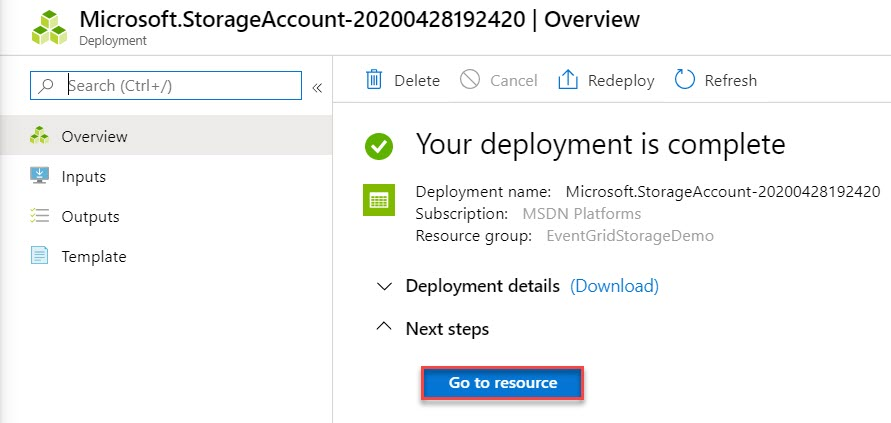 Microsoft.StorageAccount-20200428192420 | Overview
Deployment
Search (Ctrl+/)
«
Overview
Inputs
Outputs
Template
Delete
Cancel
Redeploy
Refresh
Your deployment is complete
Deployment name: Microsoft.StorageAccount-20200428192420
Subscription: MSDN Platforms
Resource group: EventGridStorageDemo
Deployment details (Download)
Next steps
Go to resource